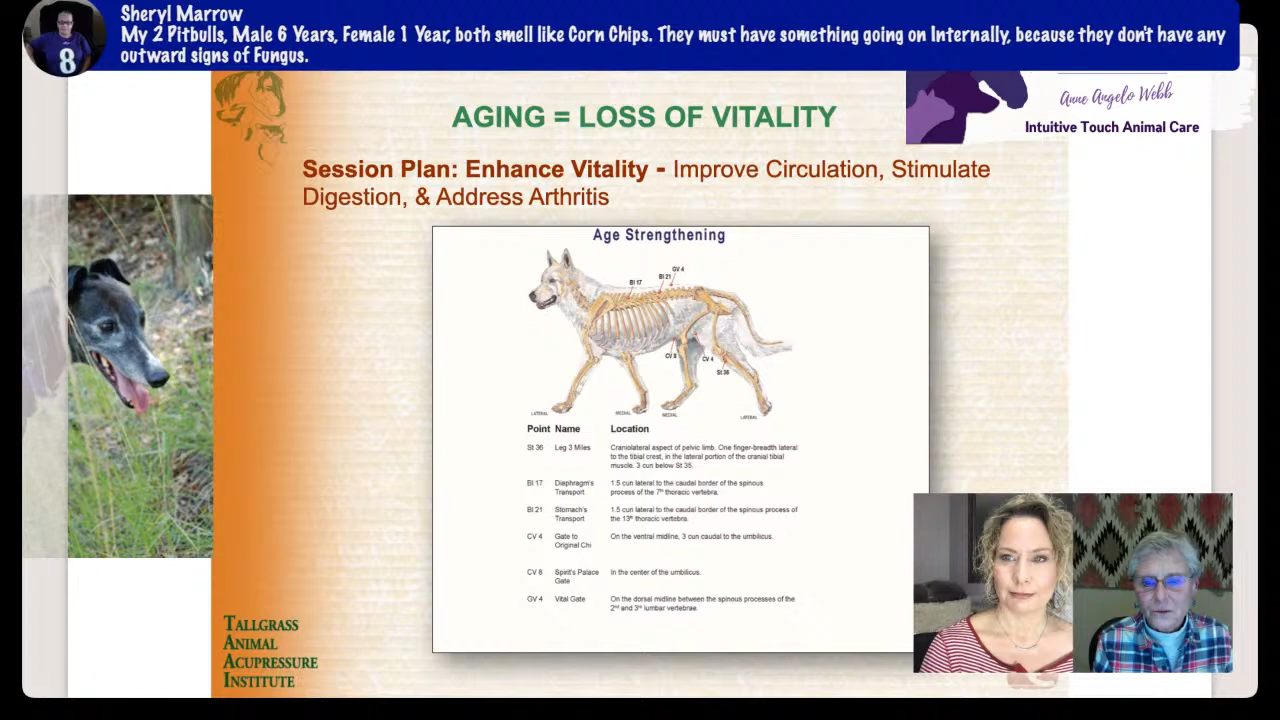 Sheryl Marrow
My 2 Pitbulls, Male 6 Years, Female 1 Year, both smell like Corn Chips. They must have something going on Internally, because they don't have any
outward signs of Fungus.
8
Anne Angelo Webb
Intuitive Touch Animal Care
AGING = LOSS OF VITALITY
Session Plan: Enhance Vitality - Improve Circulation, Stimulate
Digestion, & Address Arthritis
Age Strengthening
GV 4
Bl 21
Bl 17
CV 8
CV 4
St 36
LATERAL
MEDIAL
MEDIAL
LATERAL
Point Name Location
St 36 Leg 3 Miles Craniolateral aspect of pelvic limb. One finger-breadth lateral
to the tibial crest, in the lateral portion of the cranial tibial
muscle. 3 cun below St 35.
Bl 17 Diaphragm's 1.5 cun lateral to the caudal border of the spinous
Transport process of the 7th thoracic vertebra.
Bl 21 Stomach's 1.5 cun lateral to the caudal border of the spinous process of
Transport the 13th thoracic vertebra.
CV 4 Gate to On the ventral midline, 3 cun caudal to the umbilicus.
Original Chi
CV 8 Spirit's Palace In the center of the umbilicus.
Gate
GV 4 Vital Gate On the dorsal midline between the spinous processes of the
2nd and 3rd lumbar vertebrae.
TALLGRASS
ANIMAL
ACUPRESSURE
INSTITUTE